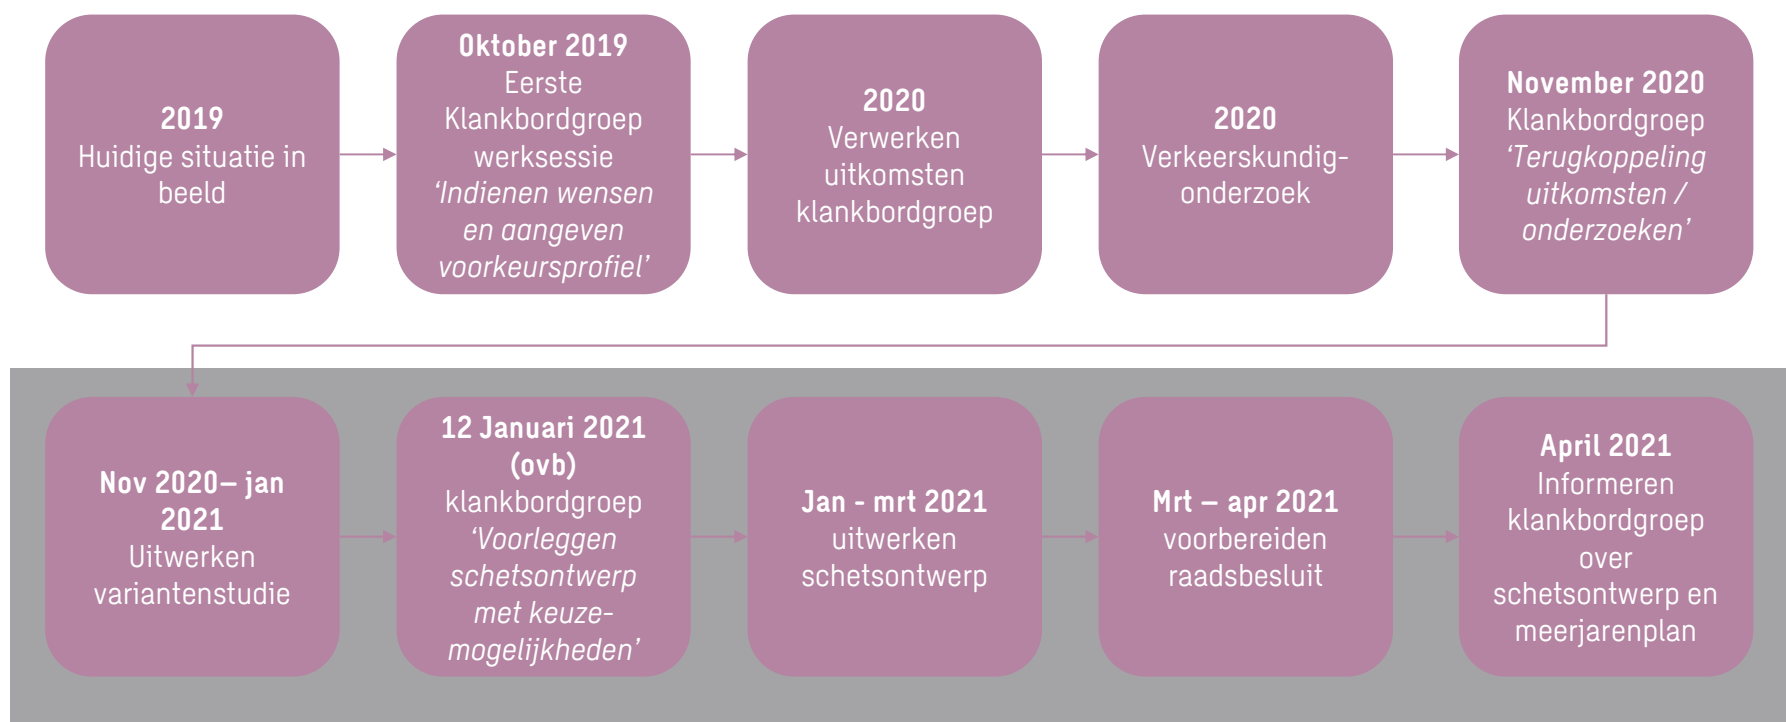 2019
Huidige situatie in
beeld
Oktober 2019
Eerste
Klankbordgroep
werksessie
‘Indienen wensen
en aangeven
voorkeursprofiel’
2020
Verwerken
uitkomsten
klankbordgroep
2020
Verkeerskundig-
onderzoek
November 2020
Klankbordgroep
‘Terugkoppeling
uitkomsten /
onderzoeken’
Nov 2020– jan
2021
Uitwerken
variantenstudie
12 Januari 2021
(ovb)
klankbordgroep
‘Voorleggen
schetsontwerp
met keuze-
mogelijkheden’
Jan - mrt 2021
uitwerken
schetsontwerp
Mrt – apr 2021
voorbereiden
raadsbesluit
April 2021
Informeren
klankbordgroep
over
schetsontwerp en
meerjarenplan